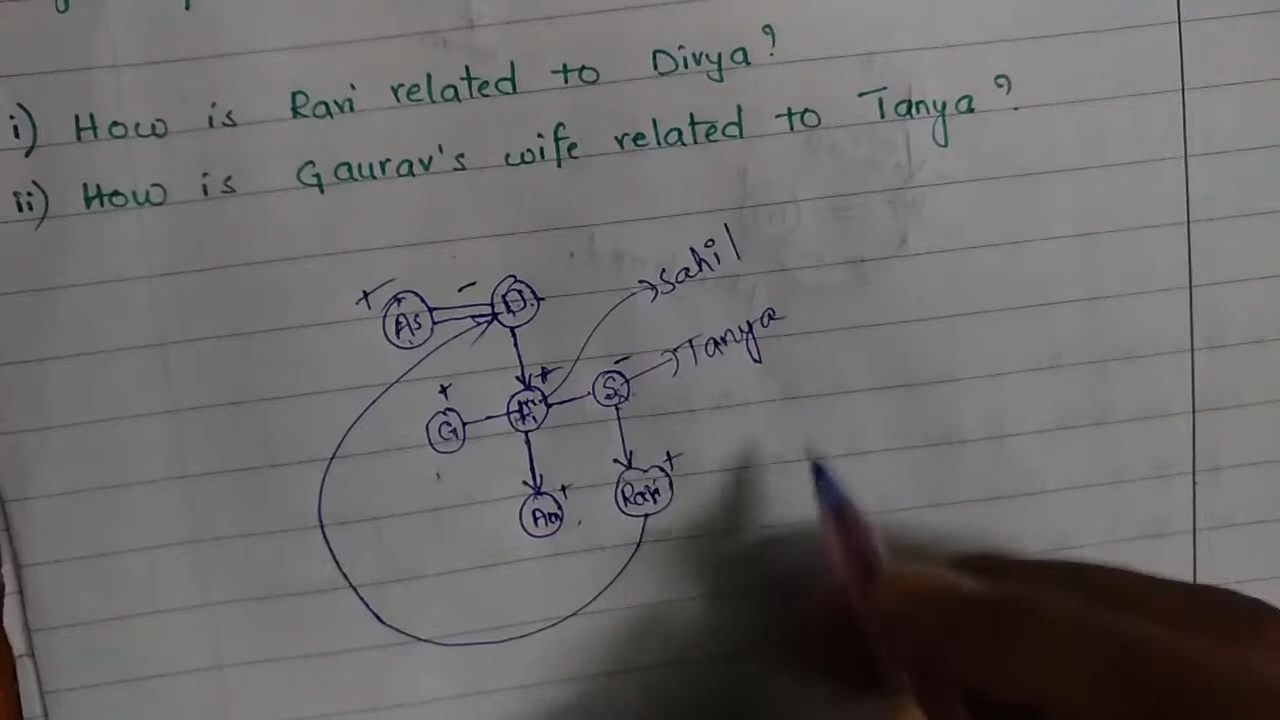 i) How is Ravi related to Divya?
ii) How is Gaurav's wife related to Tanya?
sahil
+ - D
As
Tanya
+ + -
G S
+ +
Ravi
An